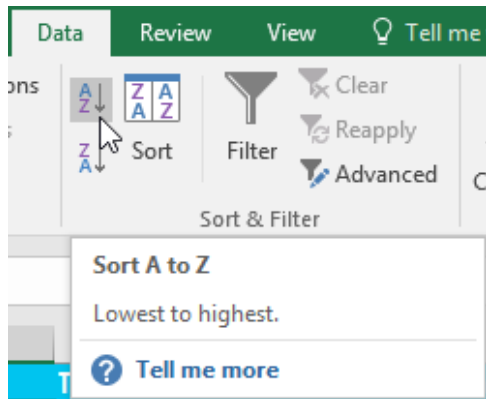 Data Review View Tell me
ons
A Z
Z A
Z A
A Z
Sort
Filter
Clear
Reapply
Advanced
Sort & Filter
Sort A to Z
Lowest to highest.
? Tell me more
T